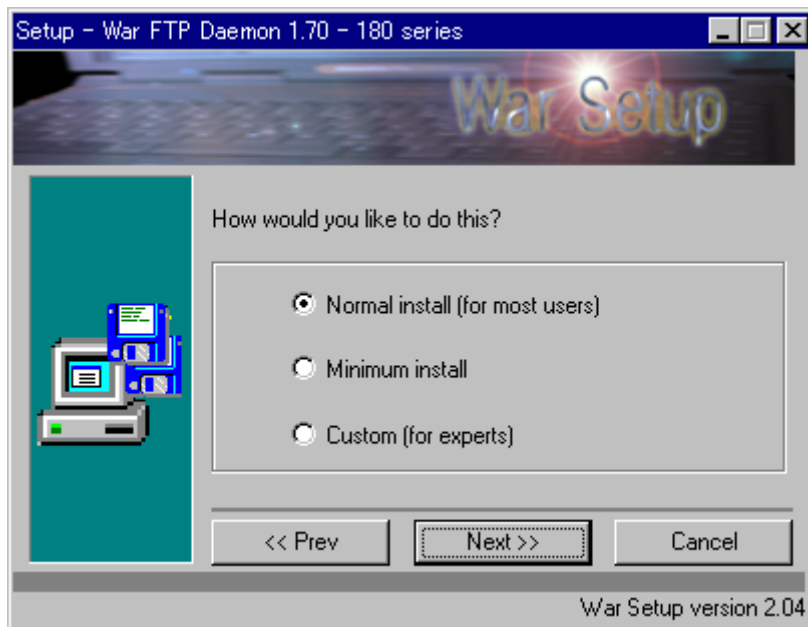 Setup - War FTP Daemon 1.70 - 180 series
War Setup
How would you like to do this?
Normal install (for most users)
Minimum install
Custom (for experts)
<< Prev
Next >>
Cancel
War Setup version 2.04